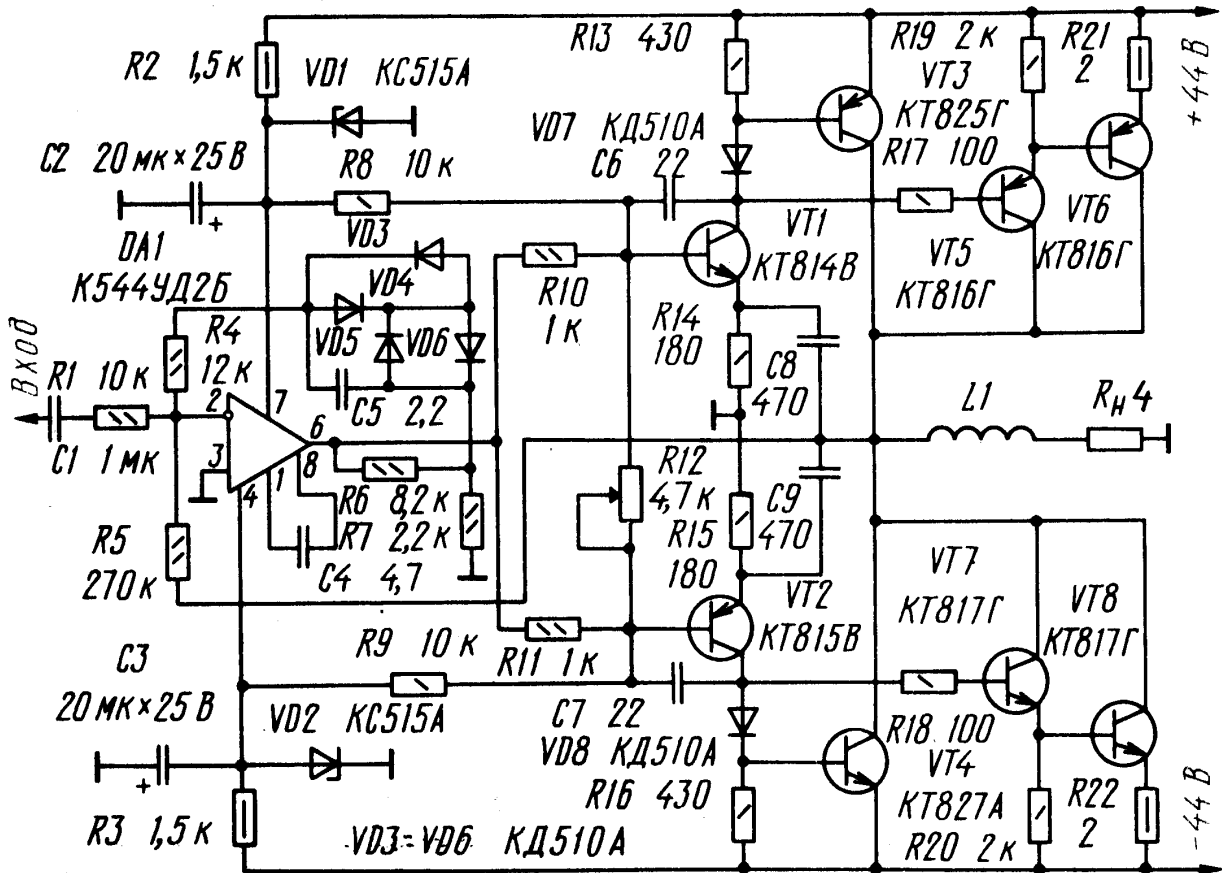 R13 430
R19 2 к
R21
2
+44 В
R2 1,5 к
VD1 КС515А
VT3
КТ825Г
VD7 КД510А
C2 20 мк×25 В
R8 10 к
C6 22
R17 100
+
DA1
К544УД2Б
VD3
VT1
КТ814В
VT6
КТ816Г
VT5
КТ816Г
VD4
R10
1 к
Вход
R4
12 к
VD5
VD6
R14
180
C8
470
R1 10 к
C5 2,2
L1
Rн 4
2
7
6
3
1
8
4
C1 1 мк
R6 8,2 к
R12
4,7 к
C9
470
R7 2,2 к
R15
180
R5
270 к
C4 4,7
VT7
КТ817Г
VT2
КТ815В
VT8
КТ817Г
R9 10 к
R11 1 к
C3
20 мк×25 В
VD2 КС515А
C7 22
R18 100
VD8 КД510А
VT4
КТ827А
+
R16 430
R22
2
-44 В
R3 1,5 к
VD3=VD6 КД510А
R20 2 к